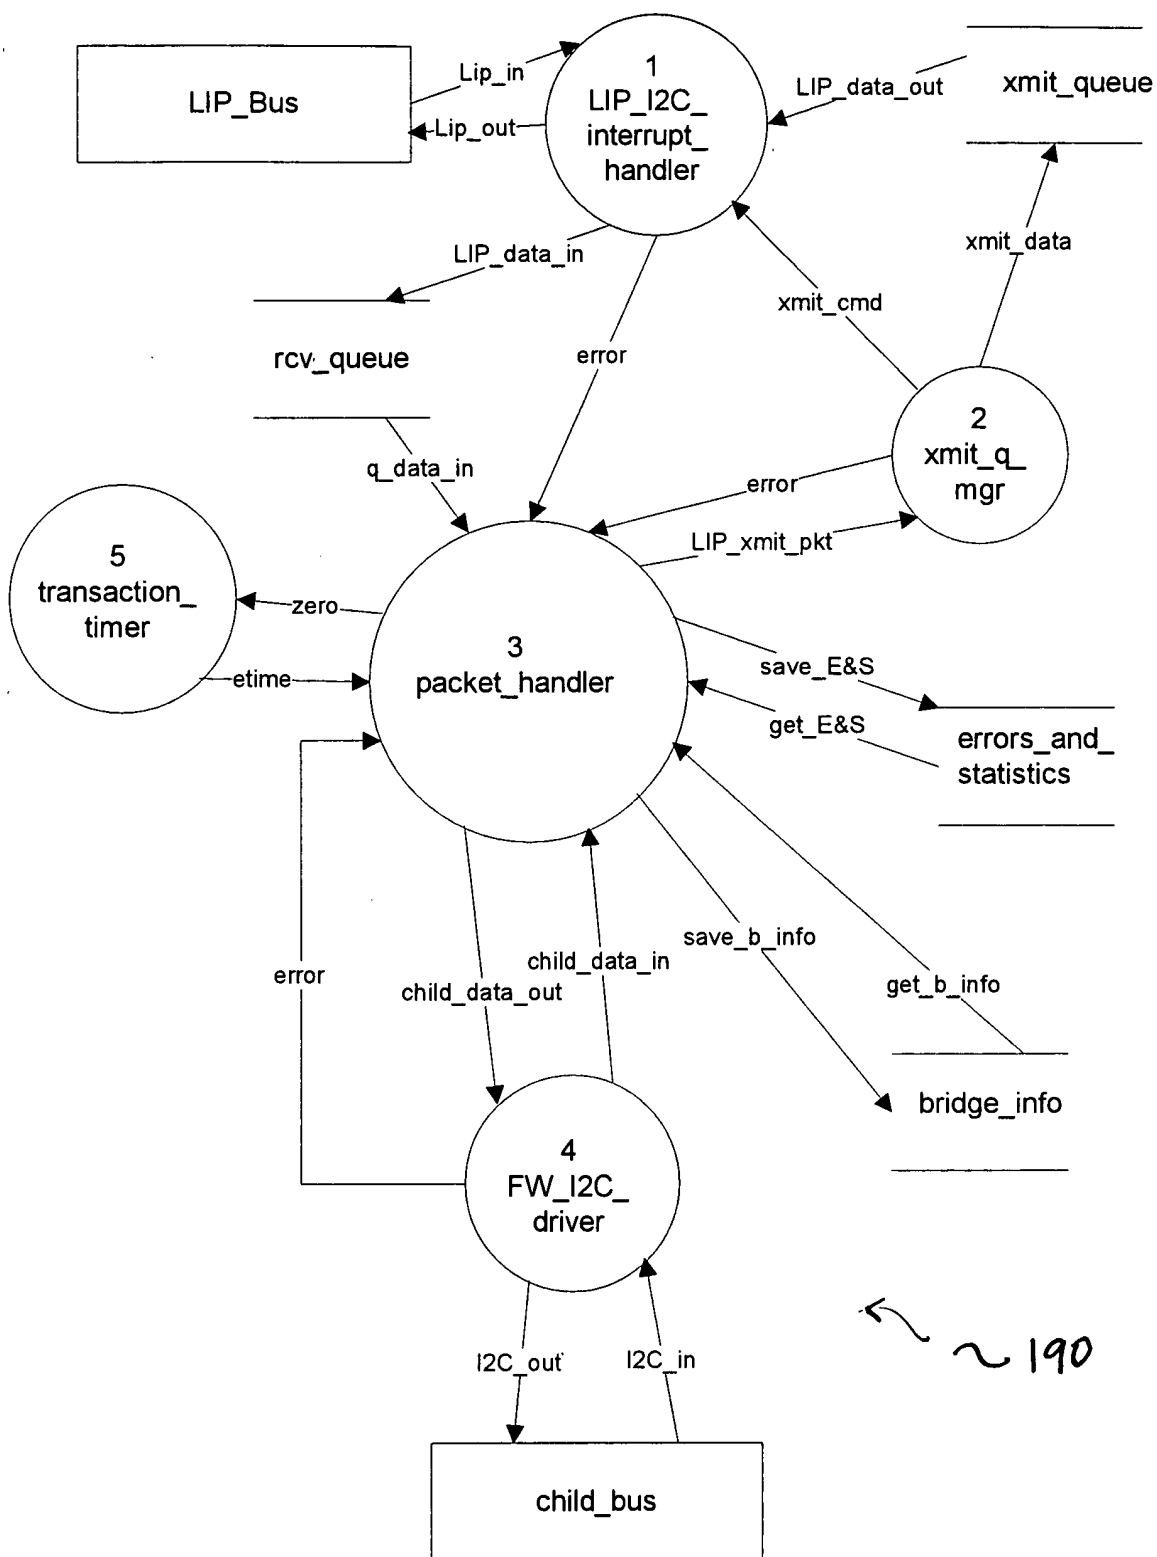 1
LIP_I2C_
interrupt_
handler
LIP_Bus
Lip_in
Lip_out
LIP_data_out
xmit_queue
xmit_data
LIP_data_in
xmit_cmd
rcv_queue
error
2
xmit_q_
mgr
q_data_in
error
LIP_xmit_pkt
5
transaction_
timer
zero
etime
3
packet_handler
save_E&S
get_E&S
errors_and_
statistics
error
child_data_out
child_data_in
save_b_info
get_b_info
bridge_info
4
FW_I2C_
driver
I2C_out
I2C_in
~ 190
child_bus